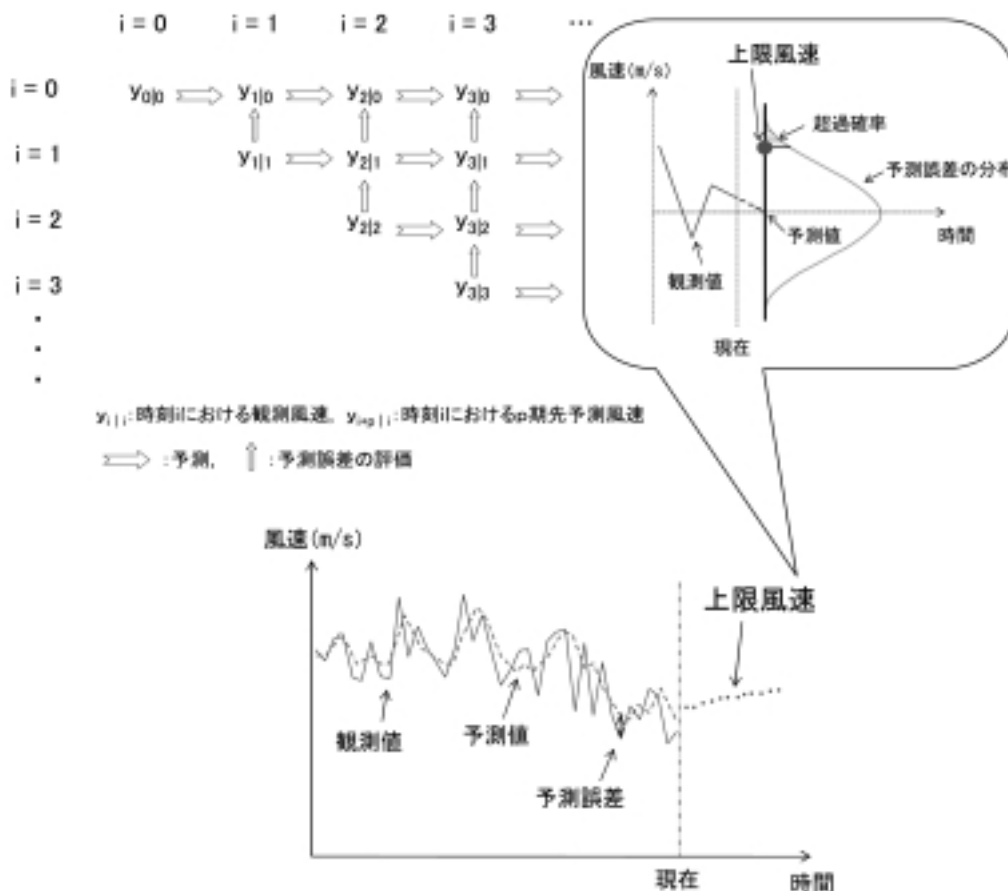 i = 0 i = 1 i = 2 i = 3 …
i = 0 y0|0 y1|0 y2|0 y3|0
i = 1 y1|1 y2|1 y3|1
i = 2 y2|2 y3|2
i = 3 y3|3
上限風速
風速(m/s)
超過確率
予測誤差の分布
予測値
時間
観測値
現在
yi|i:時刻iにおける観測風速, yi+p|i:時刻iにおけるp期先予測風速
:予測, :予測誤差の評価
風速(m/s)
上限風速
観測値
予測値
予測誤差
現在
時間